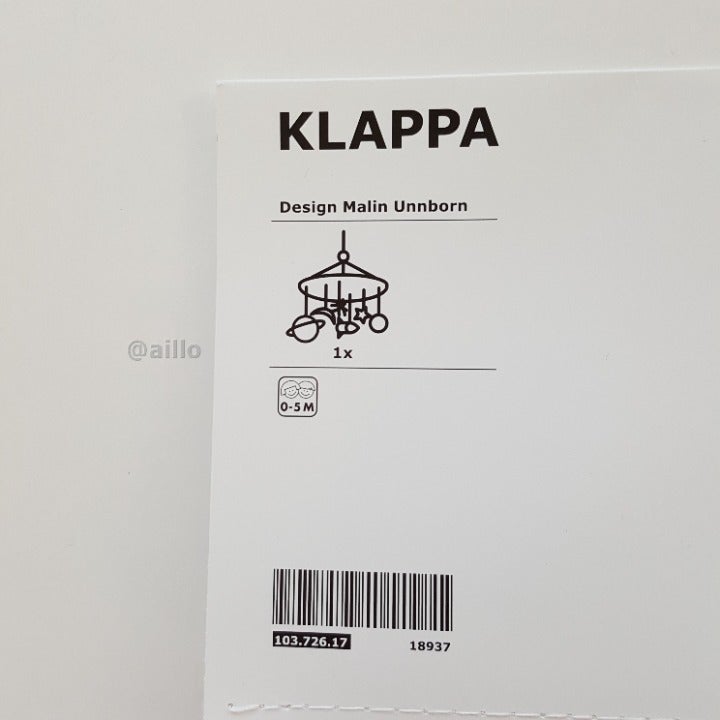 KLAPPA
Design Malin Unnborn
@aillo
1x
0-5 M
103.726.17
18937